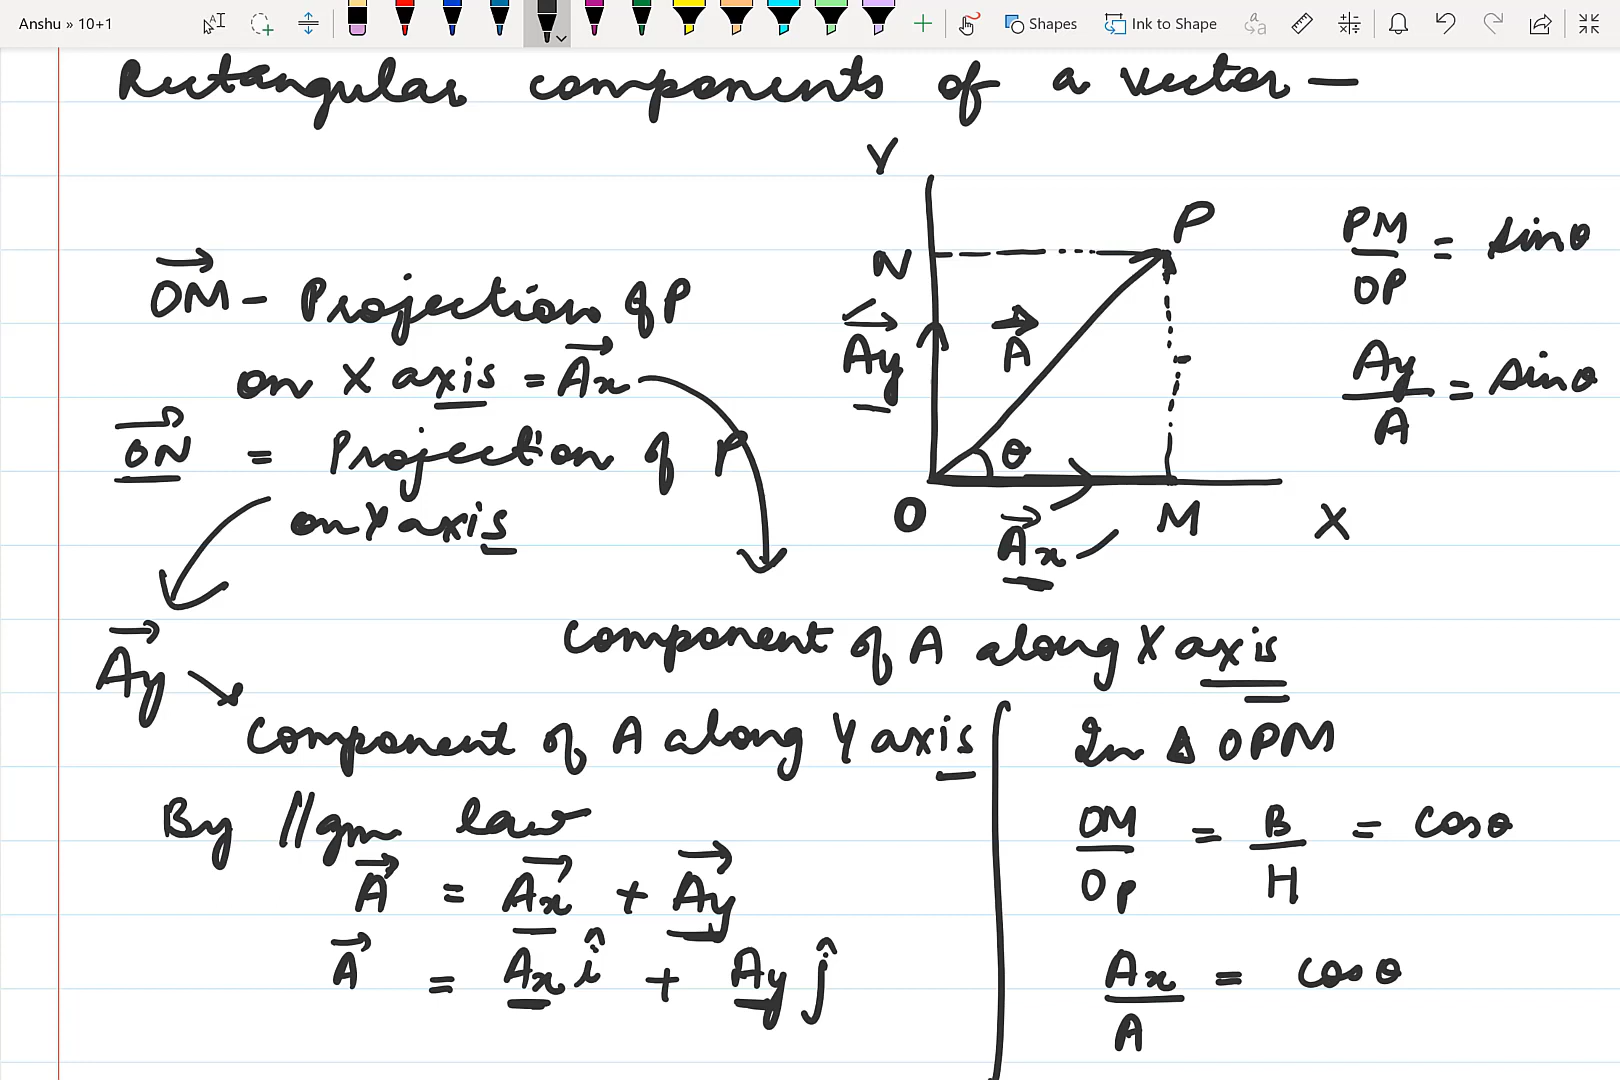 Anshu » 10+1
Shapes
Ink to Shape
Rectangular components of a vector —
Y
P
N
Ay
A
θ
O
Ax
M
X
PM/OP = sinθ
Ay/A = sinθ
OM - Projection of P
on X axis = Ax
ON = Projection of P
on Y axis
Ay
component of A along X axis
component of A along Y axis
By //gm law
A = Ax + Ay
A = Ax î + Ay ĵ
In Δ OPM
OM/OP = B/H = cosθ
Ax/A = cosθ